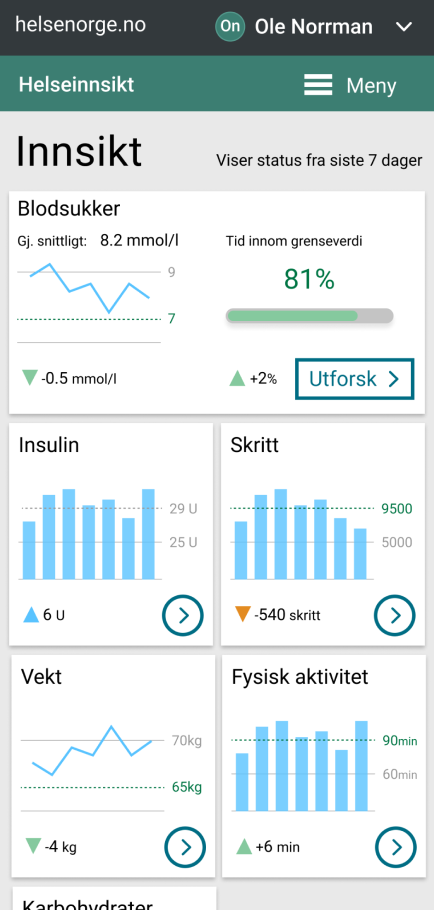 helsenorge.no
On Ole Norrman
Helseinnsikt
Meny
Innsikt
Viser status fra siste 7 dager
Blodsukker
Gj. snittligt: 8.2 mmol/l
Tid innom grenseverdi
81%
9
7
-0.5 mmol/l
+2%
Utforsk
Insulin
29 U
25 U
6 U
Skritt
9500
5000
-540 skritt
Vekt
70kg
65kg
-4 kg
Fysisk aktivitet
90min
60min
+6 min
Karbohydrater